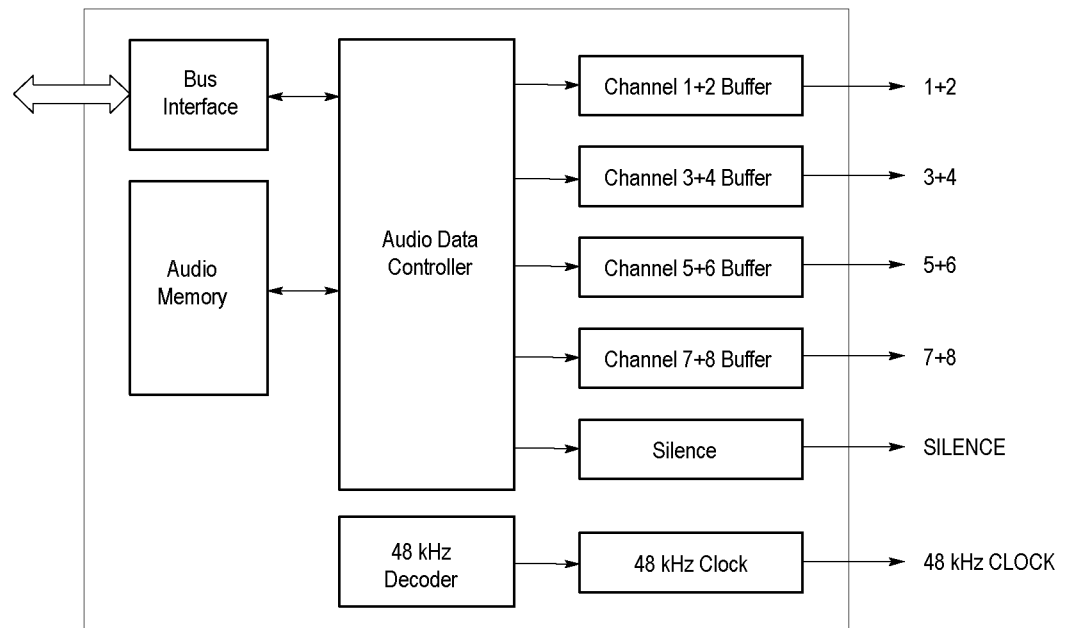 Bus
Interface
Audio
Memory
Audio Data
Controller
Channel 1+2 Buffer
1+2
Channel 3+4 Buffer
3+4
Channel 5+6 Buffer
5+6
Channel 7+8 Buffer
7+8
Silence
SILENCE
48 kHz
Decoder
48 kHz Clock
48 kHz CLOCK